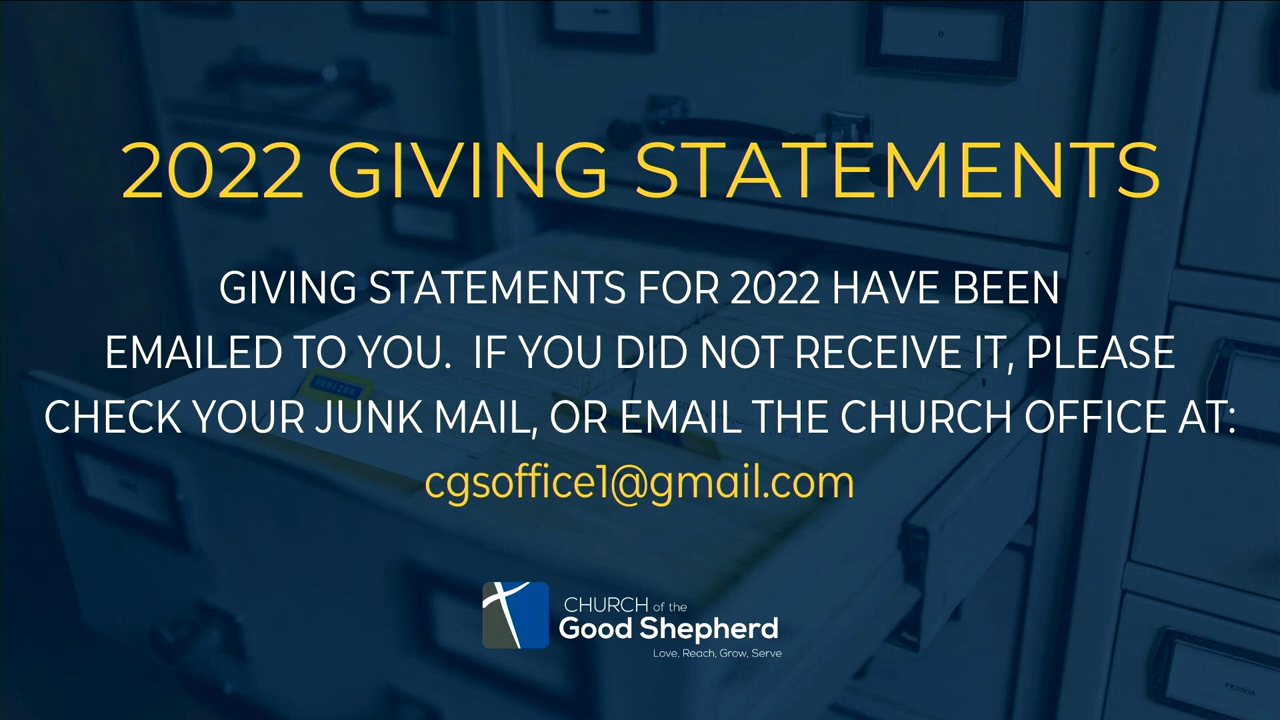 2022 GIVING STATEMENTS
GIVING STATEMENTS FOR 2022 HAVE BEEN
EMAILED TO YOU.  IF YOU DID NOT RECEIVE IT, PLEASE
CHECK YOUR JUNK MAIL, OR EMAIL THE CHURCH OFFICE AT:
cgsoffice1@gmail.com
CHURCH of the
Good Shepherd
Love, Reach, Grow, Serve